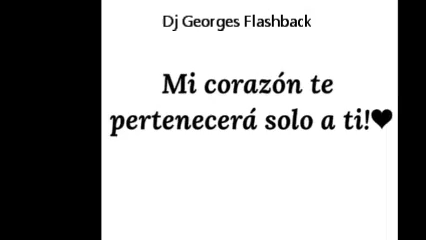 Dj Georges Flashback
Mi corazón te
pertenecerá solo a ti!♥